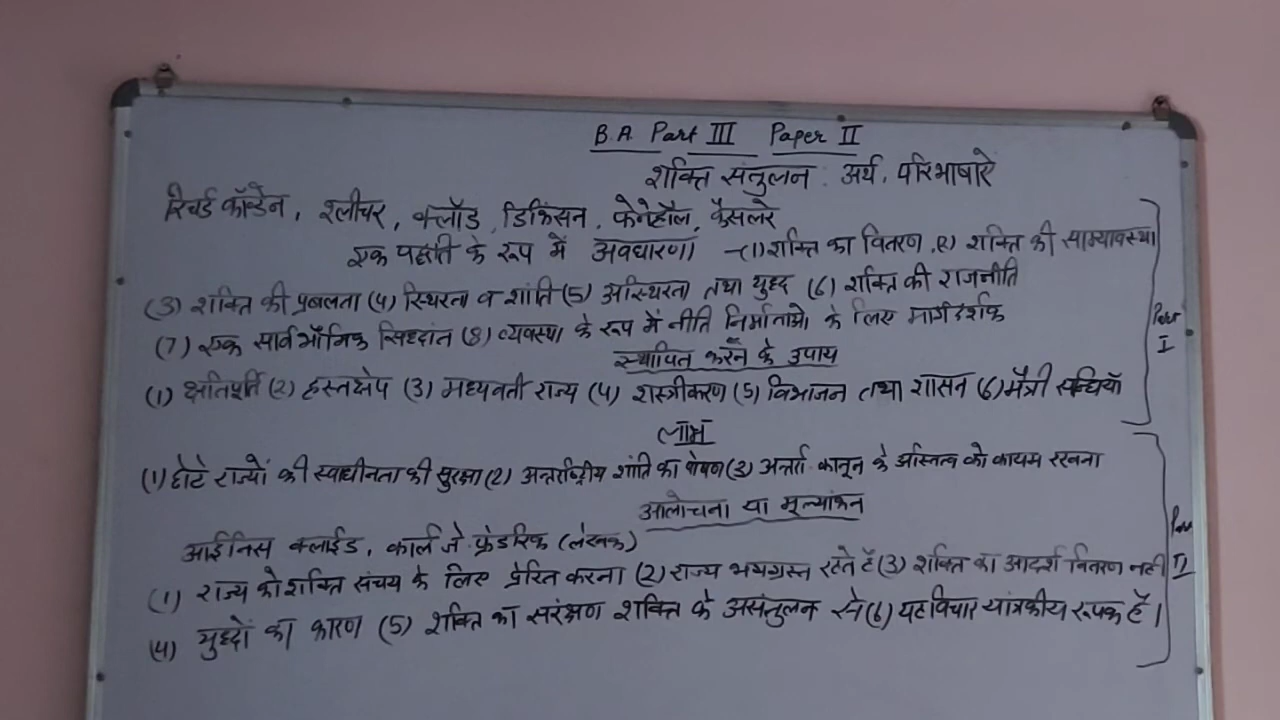 B.A. Part III Paper II
शक्ति संतुलन : अर्थ, परिभाषाऐ
रिचर्ड कॉब्डेन, श्लीचर, क्लॉड, डिकिंसन, फेनेहौल, कैसलरे
एक पद्धति के रूप में अवधारणा -(1) शक्ति का वितरण (2) शक्ति की साम्यावस्था
(3) शक्ति की प्रबलता (4) स्थिरता व शांति (5) अस्थिरता तथा युद्ध (6) शक्ति की राजनीति
(7) एक सार्वभौमिक सिद्धांत (8) व्यवस्था के रूप में नीति निर्माताओ के लिए मार्गदर्शक
स्थापित करने के उपाय
(1) क्षतिपूर्ति (2) हस्तक्षेप (3) मध्यवर्ती राज्य (4) शस्त्रीकरण (5) विभाजन तथा शासन (6) मैत्री सन्धियाँ
Part I
लाभ
(1) छोटे राज्यों की स्वाधीनता की सुरक्षा (2) अन्तर्राष्ट्रीय शांति का पोषण (3) अन्तर्रा कानून के अस्तित्व को कायम रखना
आलोचना या मूल्यांकन
आईनिस क्लाईड, कार्ल जे फ्रेडरिक (लेखक)
(1) राज्य को शक्ति संचय के लिए प्रेरित करना (2) राज्य भयग्रस्त रहते है (3) शक्ति का आदर्श वितरण नही
(4) युद्धों का कारण (5) शक्ति का सरंक्षण शक्ति के असंतुलन से (6) यह विचार यांत्रकीय रूपक है।
Part II